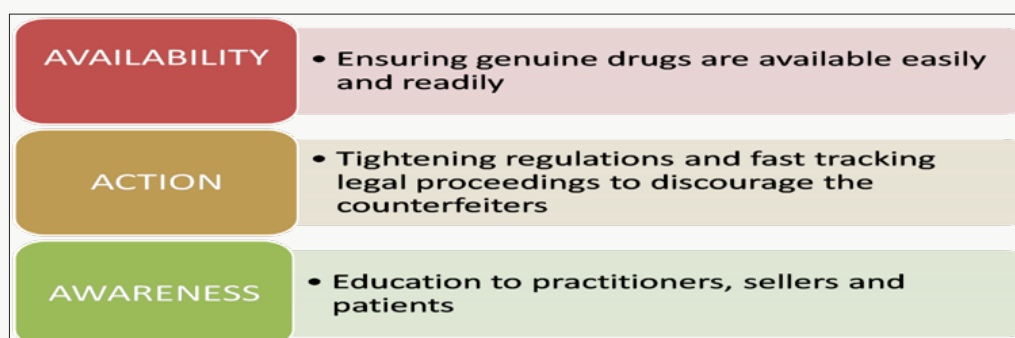 AVAILABILITY
• Ensuring genuine drugs are available easily
and readily
ACTION
• Tightening regulations and fast tracking
legal proceedings to discourage the
counterfeiters
AWARENESS
• Education to practitioners, sellers and
patients